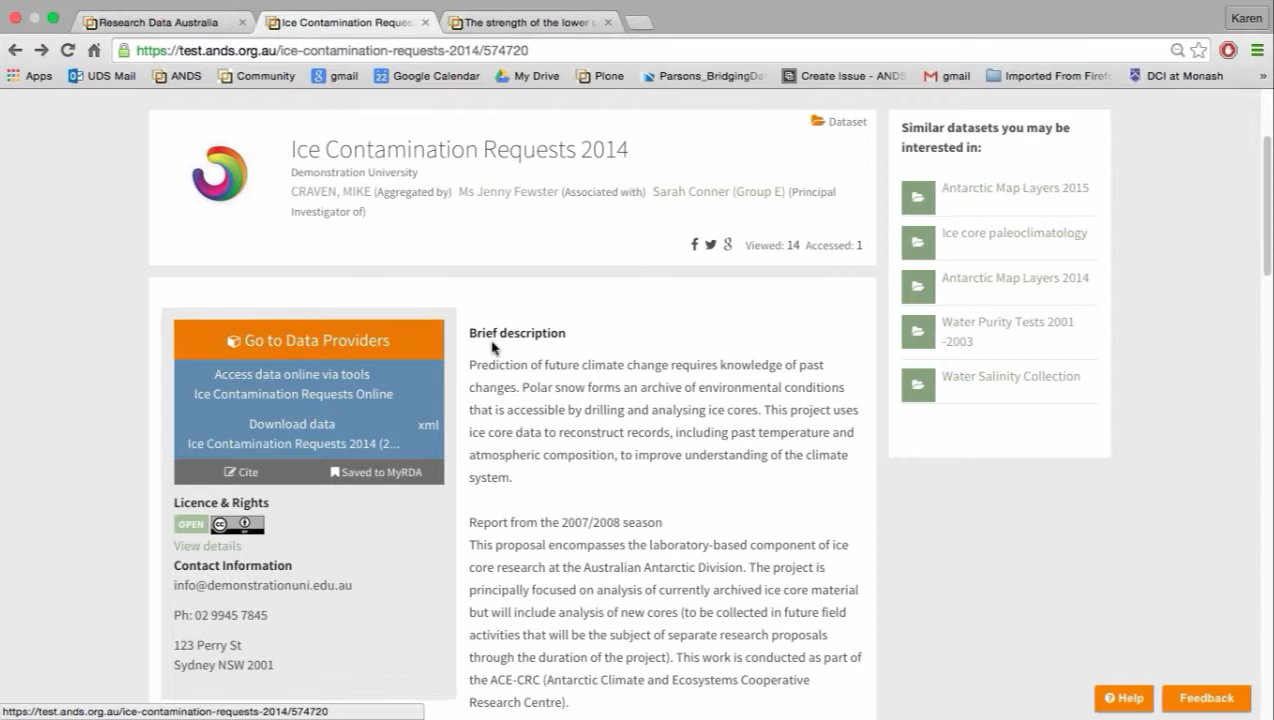 Research Data Australia
Ice Contamination Reques
The strength of the lower
Karen
https://test.ands.org.au/ice-contamination-requests-2014/574720
Apps UDS Mail ANDS Community gmail Google Calendar My Drive Plone Parsons_BridgingDa Create Issue - ANDS gmail Imported From Firef DCI at Monash »
Dataset
Ice Contamination Requests 2014
Demonstration University
CRAVEN, MIKE (Aggregated by) Ms Jenny Fewster (Associated with) Sarah Conner (Group E) (Principal
Investigator of)
Viewed: 14 Accessed: 1
Go to Data Providers
Access data online via tools
Ice Contamination Requests Online
Download data xml
Ice Contamination Requests 2014 (2...
Cite Saved to MyRDA
Licence & Rights
OPEN CC BY
View details
Contact Information
info@demonstrationuni.edu.au
Ph: 02 9945 7845
123 Perry St
Sydney NSW 2001
Brief description
Prediction of future climate change requires knowledge of past
changes. Polar snow forms an archive of environmental conditions
that is accessible by drilling and analysing ice cores. This project uses
ice core data to reconstruct records, including past temperature and
atmospheric composition, to improve understanding of the climate
system.
Report from the 2007/2008 season
This proposal encompasses the laboratory-based component of ice
core research at the Australian Antarctic Division. The project is
principally focused on analysis of currently archived ice core material
but will include analysis of new cores (to be collected in future field
activities that will be the subject of separate research proposals
through the duration of the project). This work is conducted as part of
the ACE-CRC (Antarctic Climate and Ecosystems Cooperative
Research Centre).
Similar datasets you may be
interested in:
Antarctic Map Layers 2015
Ice core paleoclimatology
Antarctic Map Layers 2014
Water Purity Tests 2001
-2003
Water Salinity Collection
Help
Feedback
https://test.ands.org.au/ice-contamination-requests-2014/574720